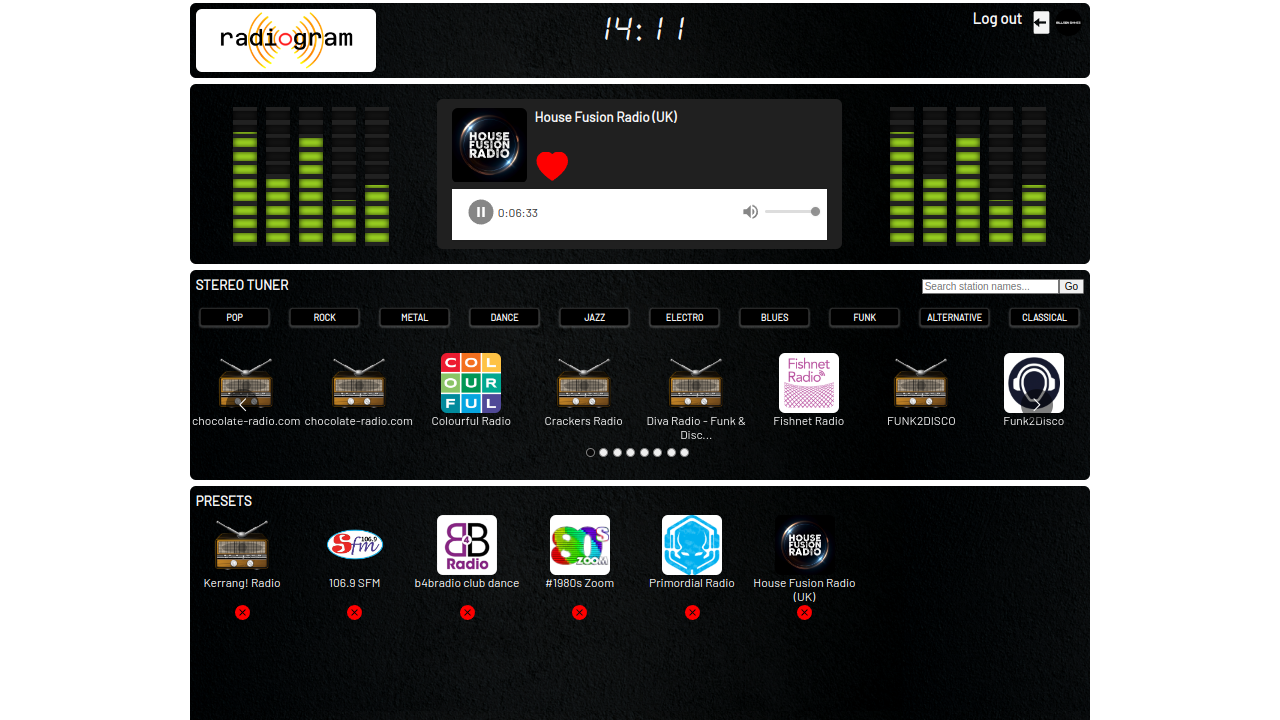 radiogram
14:11
Log out
House Fusion Radio (UK)
HOUSE
FUSION
RADIO
0:06:33
STEREO TUNER
Search station names...
Go
POP
ROCK
METAL
DANCE
JAZZ
ELECTRO
BLUES
FUNK
ALTERNATIVE
CLASSICAL
COL
OUR
FUL
Fishnet
Radio
chocolate-radio.com
chocolate-radio.com
Colourful Radio
Crackers Radio
Diva Radio - Funk &
Disc...
Fishnet Radio
FUNK2DISCO
Funk2Disco
PRESETS
Sfm
106.9
B4B
Radio
80s
ZOOM
HOUSE
FUSION
RADIO
Kerrang! Radio
106.9 SFM
b4bradio club dance
#1980s Zoom
Primordial Radio
House Fusion Radio
(UK)